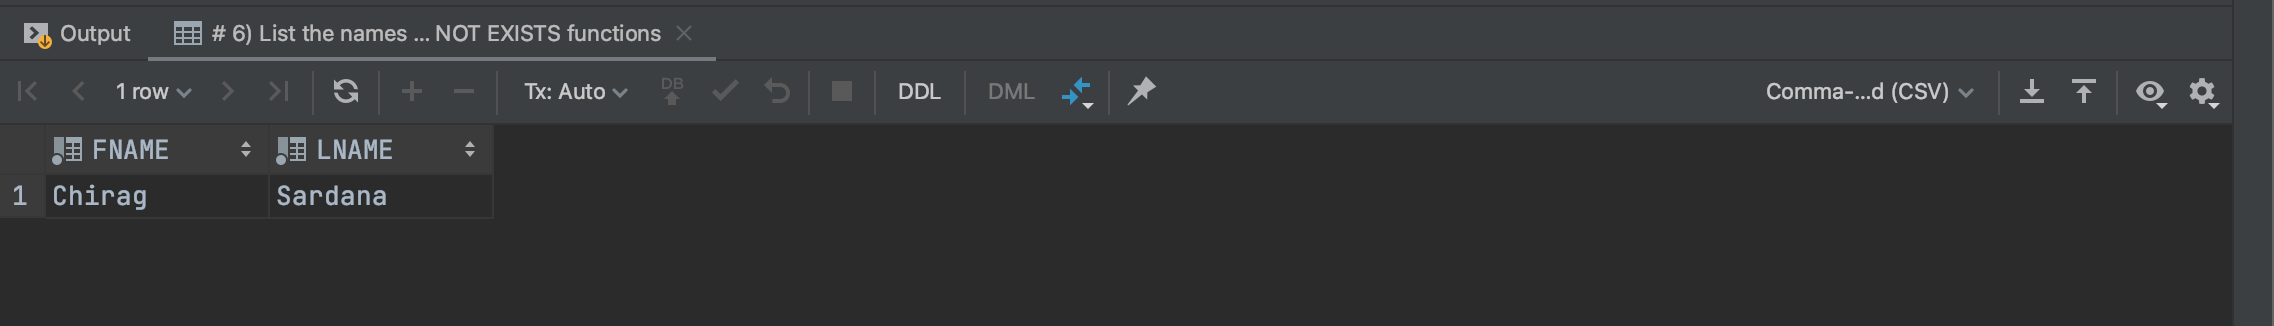 Output # 6) List the names ... NOT EXISTS functions
1 row Tx: Auto DB DDL DML Comma-...d (CSV)
FNAME LNAME
1 Chirag Sardana